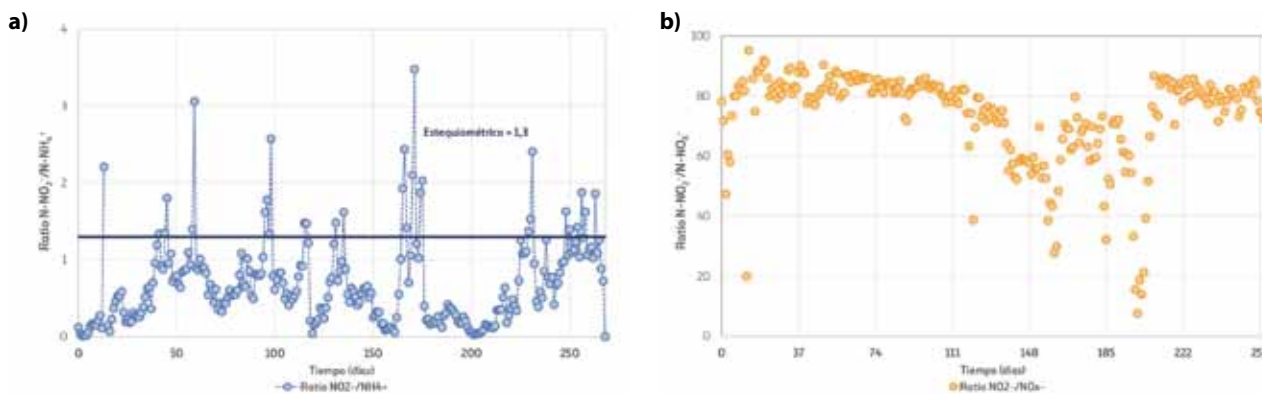 a)
4
3
2
1
0
Ratio N-NO₂⁻/N-NH₄⁺
Estequiométrico = 1,3
0 50 100 150 200 250
Tiempo (días)
Ratio NO2-/NH4+
b)
100
80
60
40
20
0
Ratio N-NO₂⁻/N-NOₓ⁻
0 37 74 111 148 185 222 25
Tiempo (días)
Ratio NO2-/NOx-